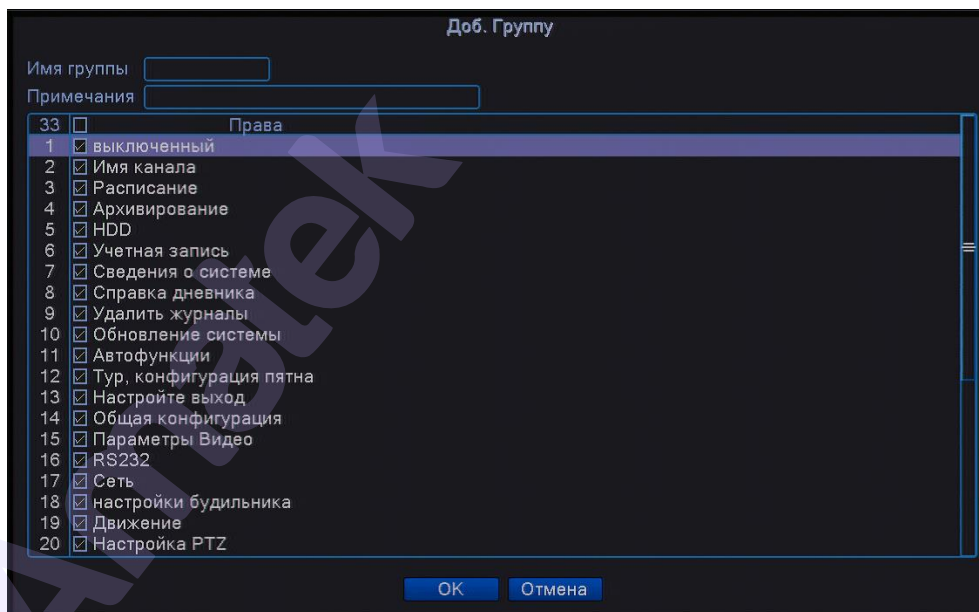 Доб. Группу
Имя группы
Примечания
33 Права
1 выключенный
2 Имя канала
3 Расписание
4 Архивирование
5 HDD
6 Учетная запись
7 Сведения о системе
8 Справка дневника
9 Удалить журналы
10 Обновление системы
11 Автофункции
12 Тур, конфигурация пятна
13 Настройте выход
14 Общая конфигурация
15 Параметры Видео
16 RS232
17 Сеть
18 настройки будильника
19 Движение
20 Настройка PTZ
OK Отмена
Amatek